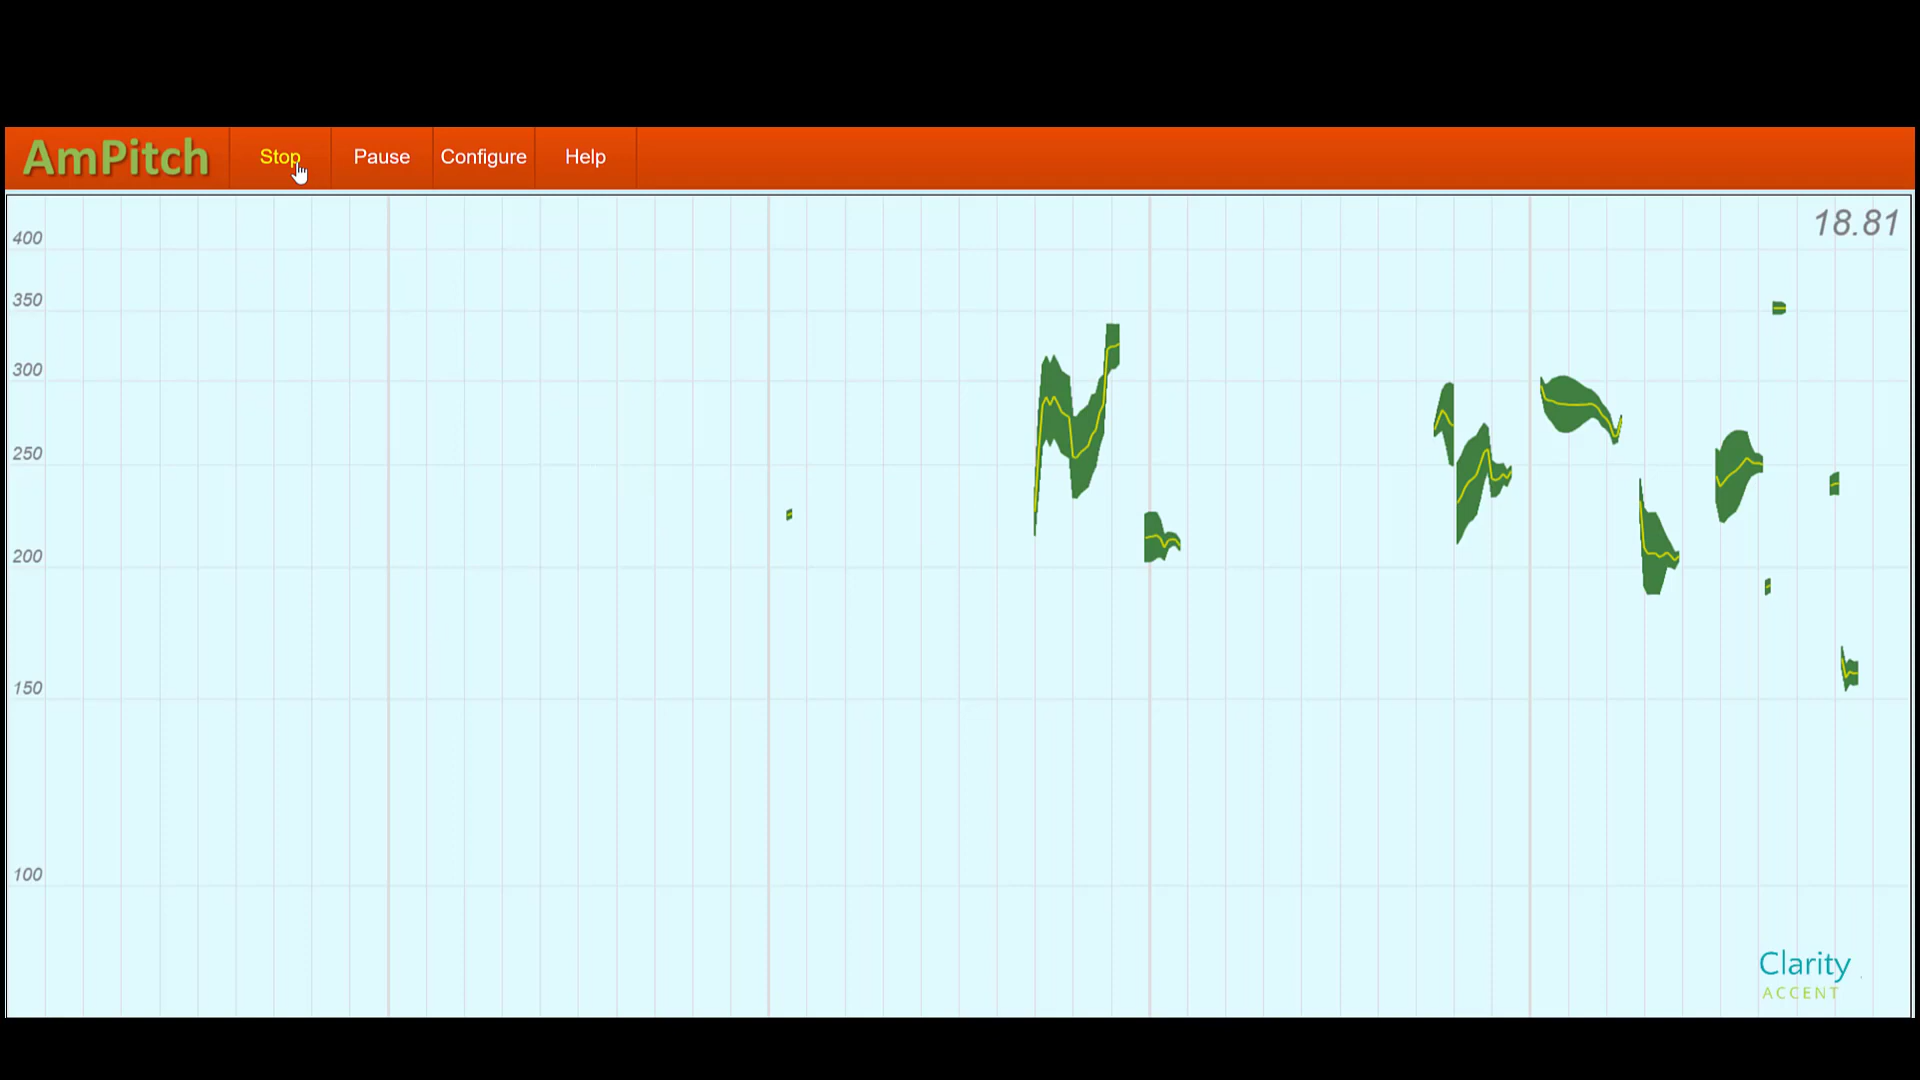 AmPitch
Stop
Pause
Configure
Help
18.81
400
350
300
250
200
150
100
Clarity
ACCENT